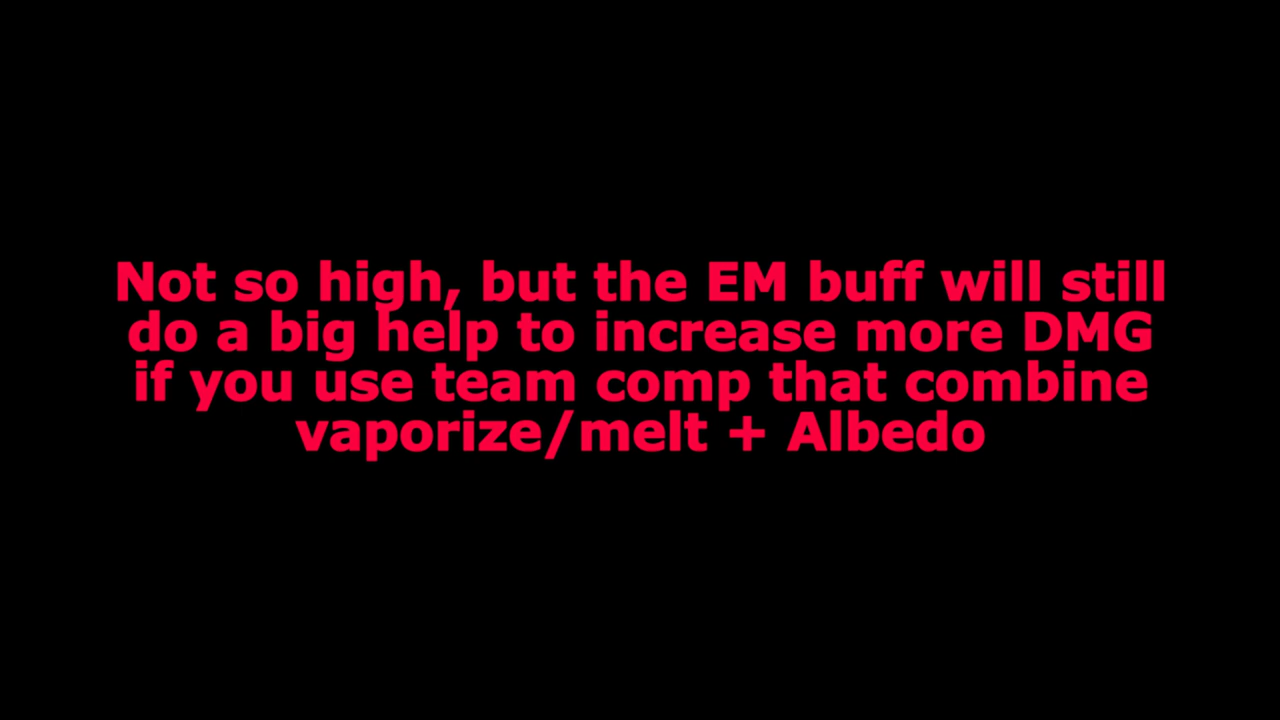 Not so high, but the EM buff will still
do a big help to increase more DMG
if you use team comp that combine
vaporize/melt + Albedo